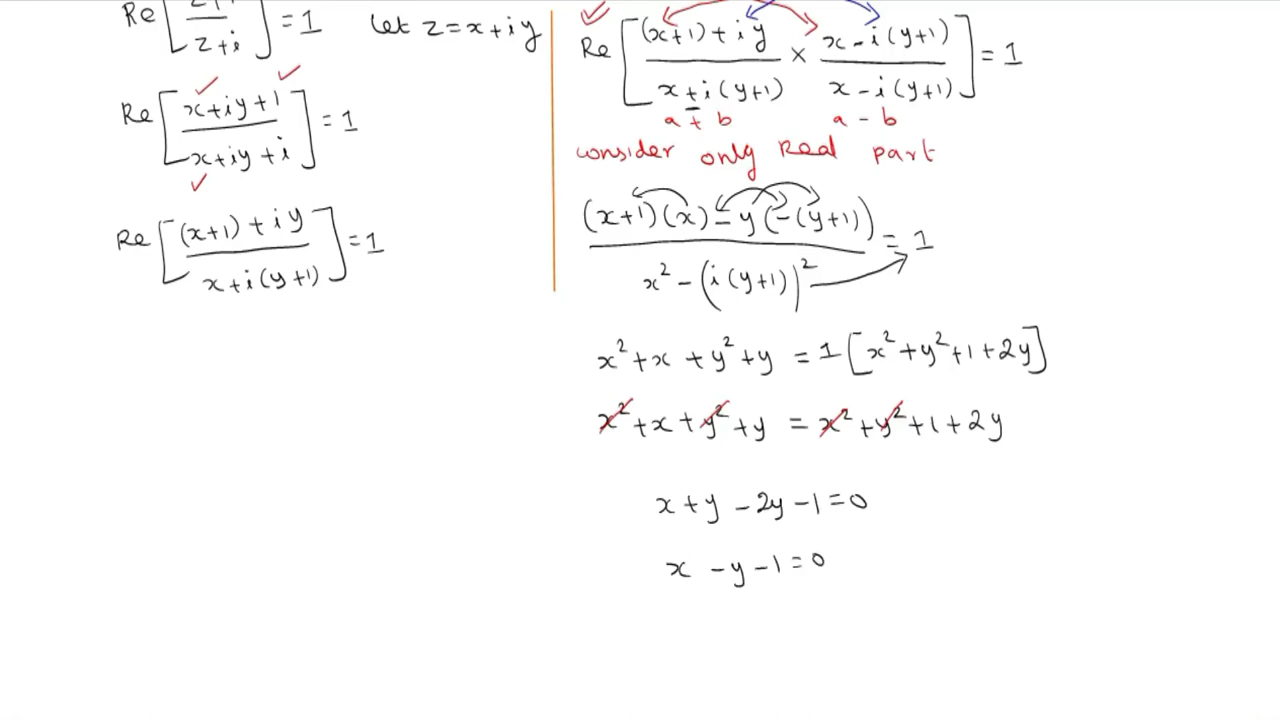 Re [ z+1 / z+i ] = 1    let z = x+iy
Re [ x+iy+1 / x+iy+i ] = 1
Re [ (x+1)+iy / x+i(y+1) ] = 1
Re [ (x+1)+iy / x+i(y+1) × x-i(y+1) / x-i(y+1) ] = 1
a + b    a - b
consider only Real part
(x+1)(x) - y(-(y+1)) / x² - (i(y+1))² = 1
x² + x + y² + y = 1[x² + y² + 1 + 2y]
x² + x + y² + y = x² + y² + 1 + 2y
x + y - 2y - 1 = 0
x - y - 1 = 0